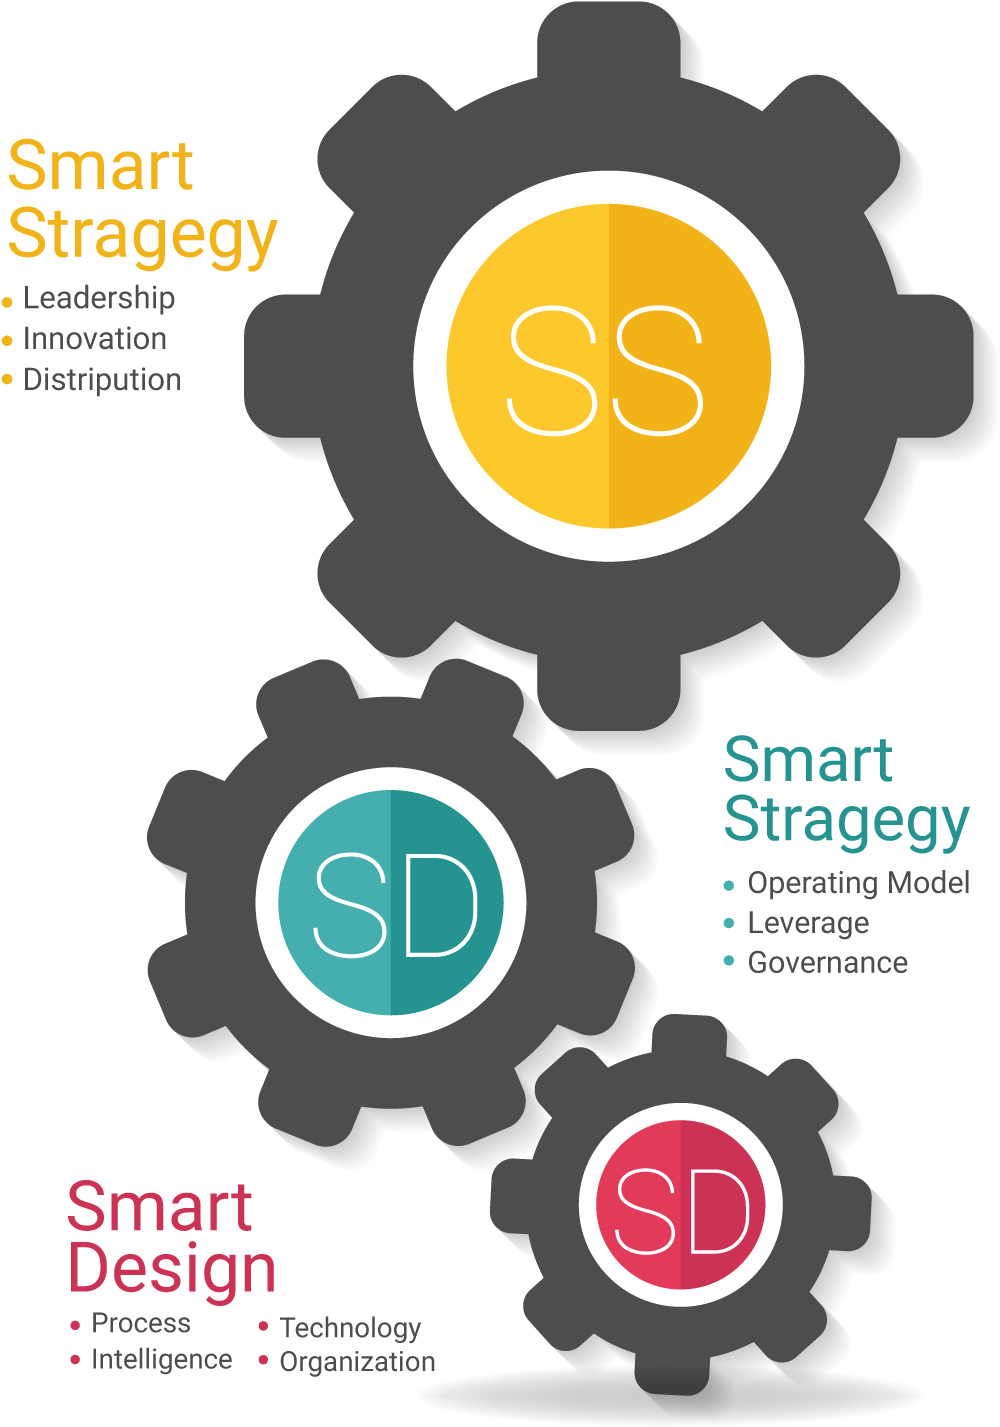 Smart
Stragegy
Leadership
Innovation
Distripution
SS
SD
Smart
Stragegy
Operating Model
Leverage
Governance
SD
Smart
Design
Process
Intelligence
Technology
Organization